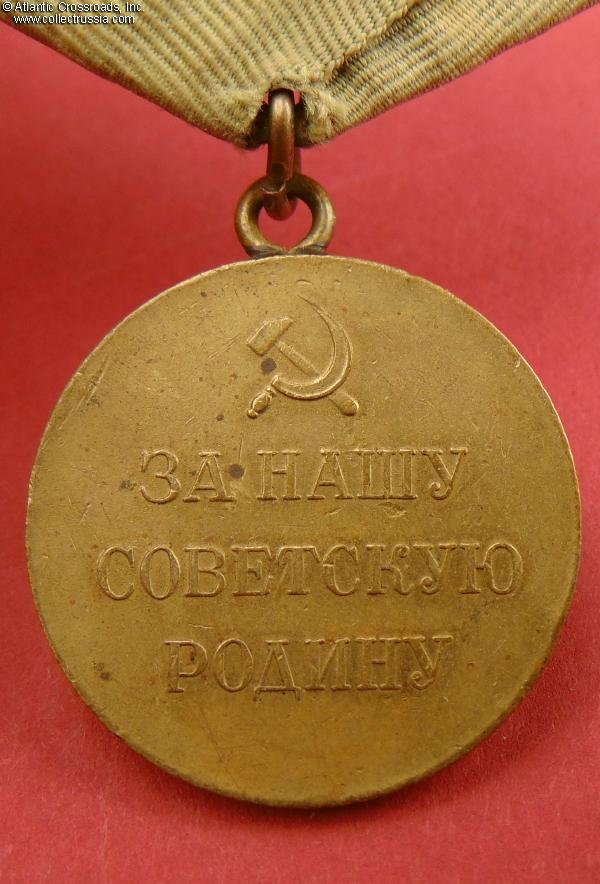 © Atlantic Crossroads, Inc.
www.collectrussia.com
ЗА НАШУ
СОВЕТСКУЮ
РОДИНУ